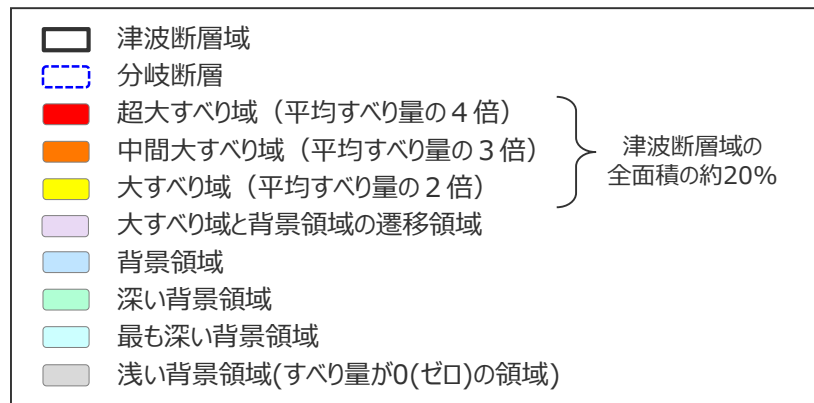 津波断層域
分岐断層
超大すべり域（平均すべり量の４倍）
中間大すべり域（平均すべり量の３倍）
大すべり域（平均すべり量の２倍）
津波断層域の
全面積の約20%
大すべり域と背景領域の遷移領域
背景領域
深い背景領域
最も深い背景領域
浅い背景領域(すべり量が0(ゼロ)の領域)